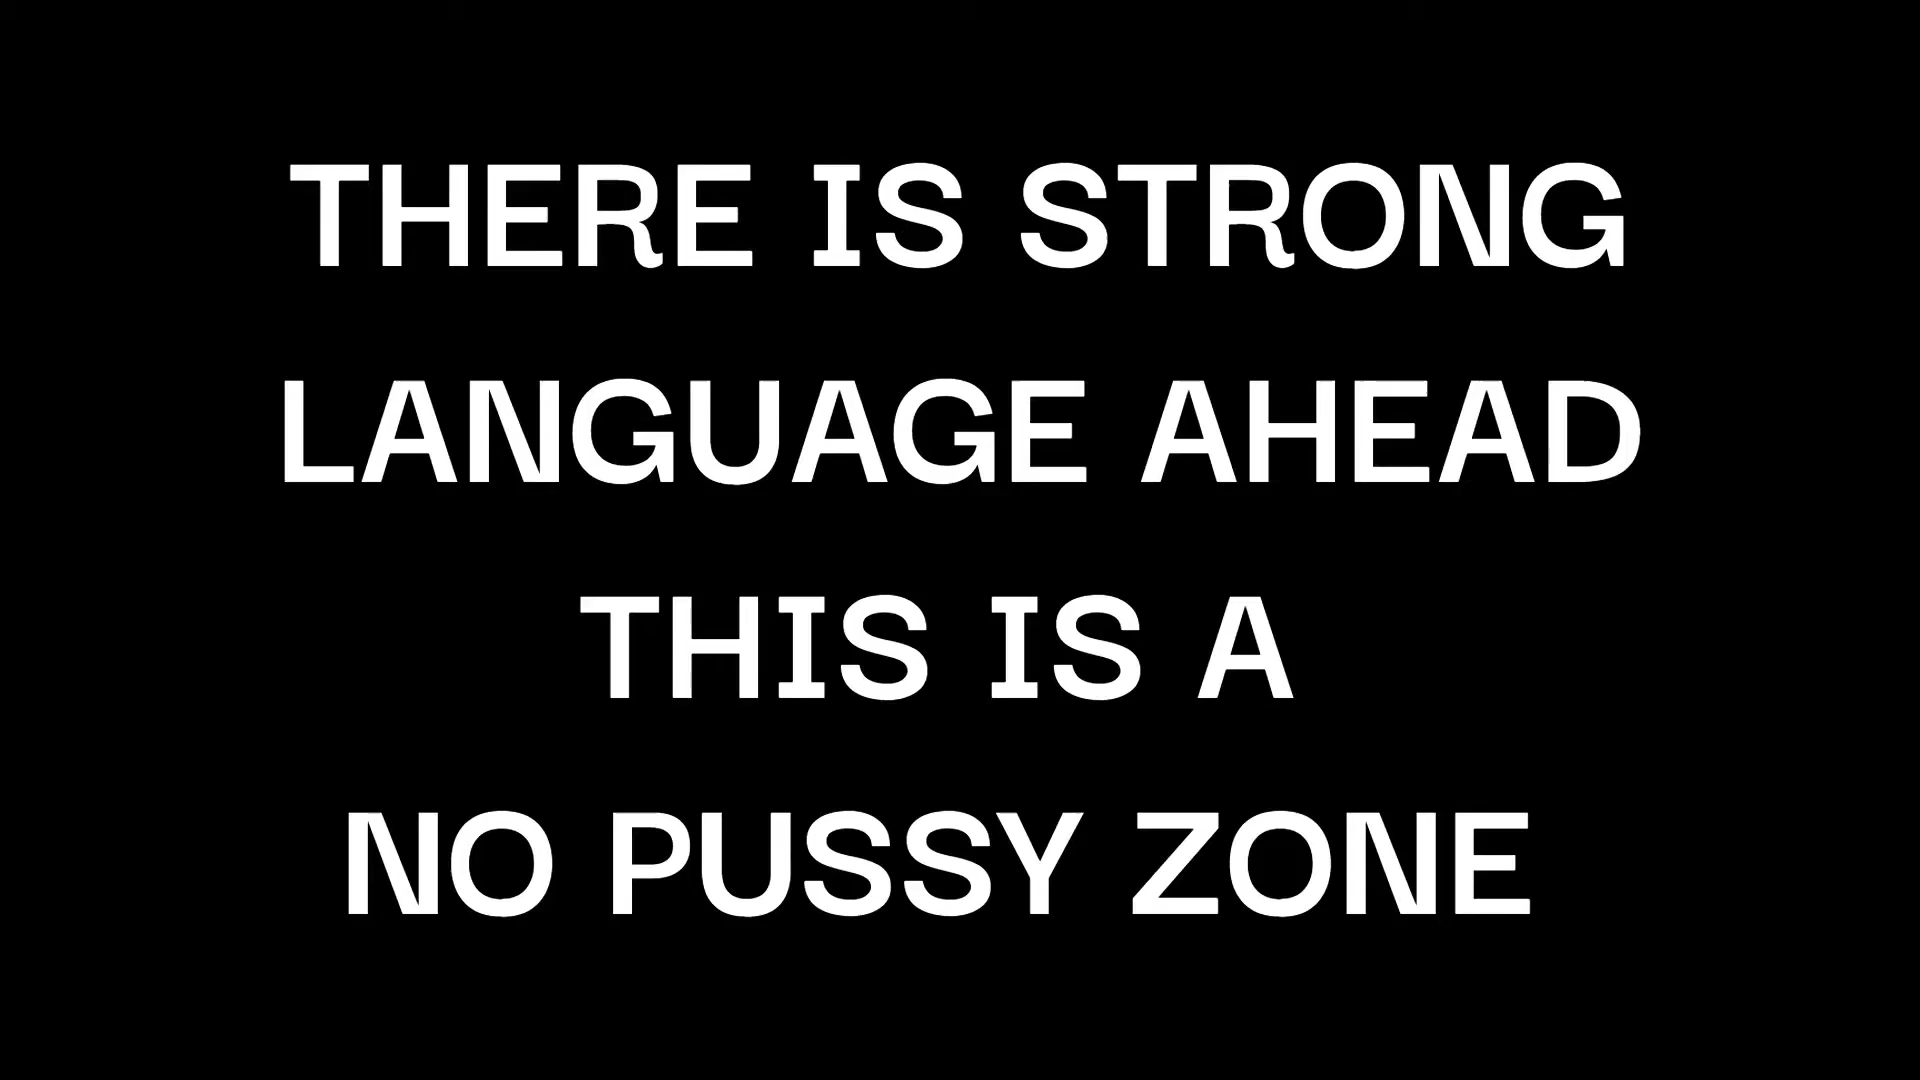 THERE IS STRONG
LANGUAGE AHEAD
THIS IS A
NO PUSSY ZONE